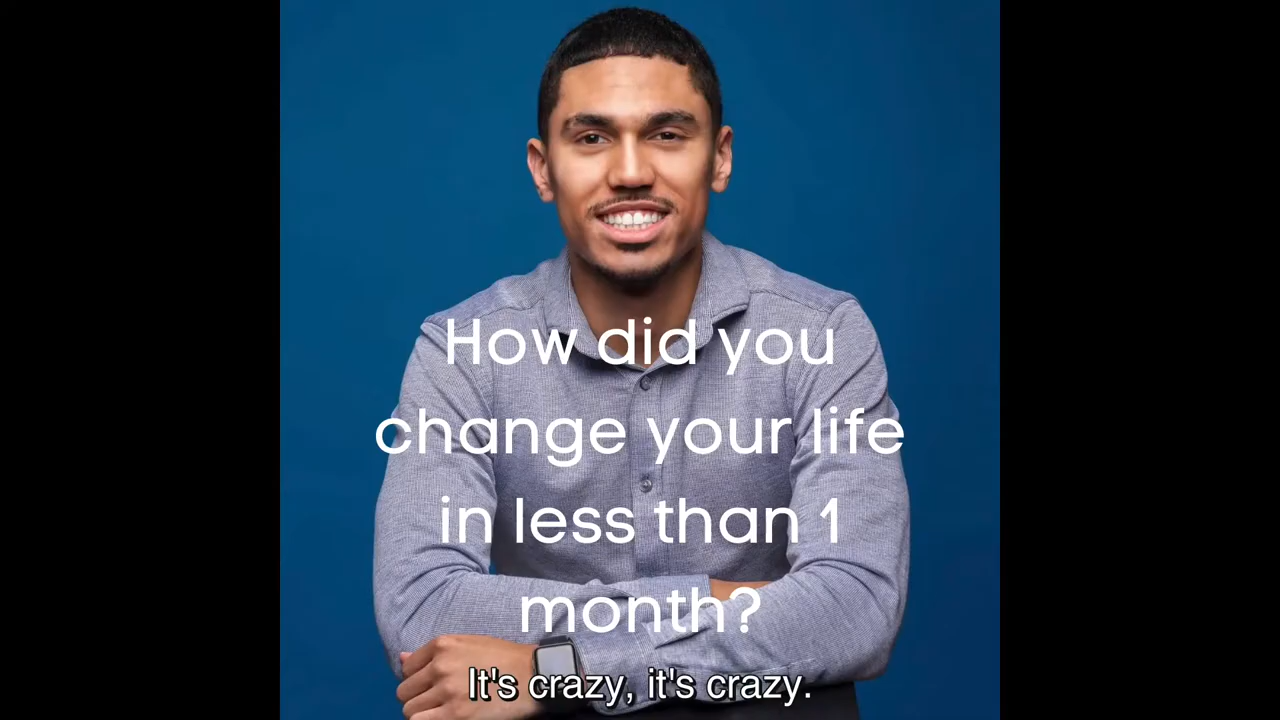 How did you
change your life
in less than 1
month?
It's crazy, it's crazy.